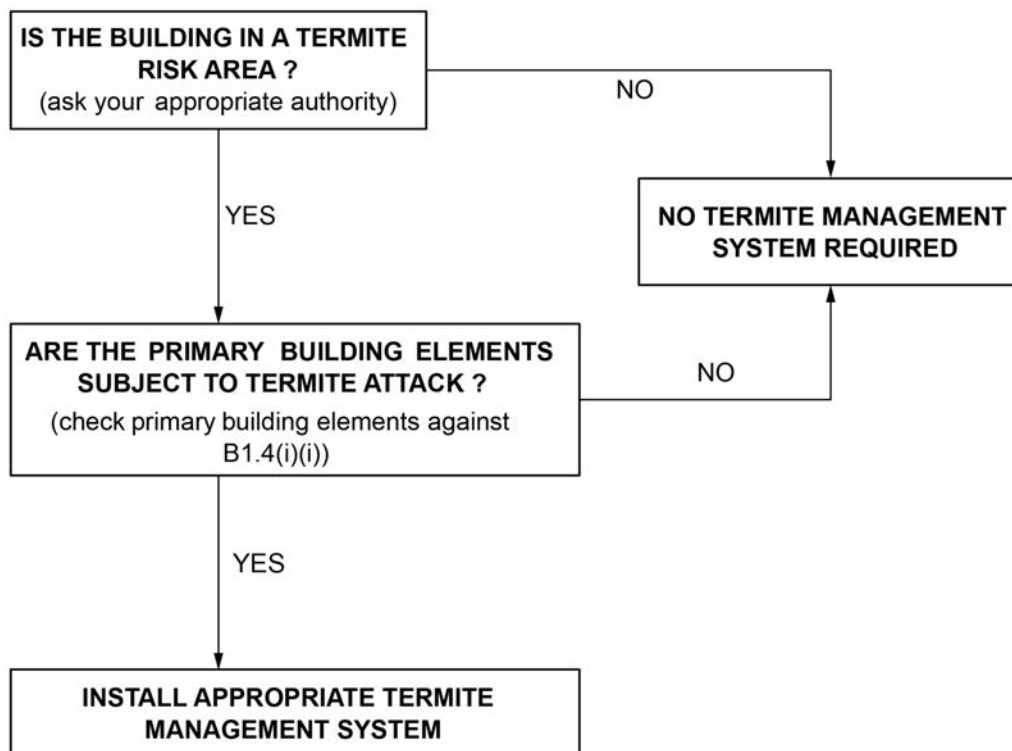 IS THE BUILDING IN A TERMITE
RISK AREA ?
(ask your appropriate authority)
NO
YES
NO TERMITE MANAGEMENT
SYSTEM REQUIRED
ARE THE PRIMARY BUILDING ELEMENTS
SUBJECT TO TERMITE ATTACK ?
(check primary building elements against
B1.4(i)(i))
NO
YES
INSTALL APPROPRIATE TERMITE
MANAGEMENT SYSTEM